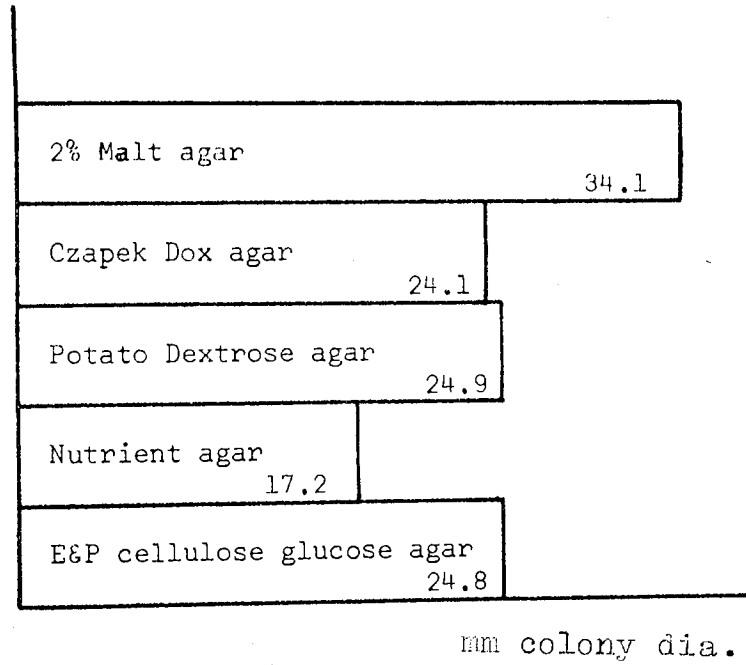 2% Malt agar
34.1
Czapek Dox agar
24.1
Potato Dextrose agar
24.9
Nutrient agar
17.2
E&P cellulose glucose agar
24.8
mm colony dia.